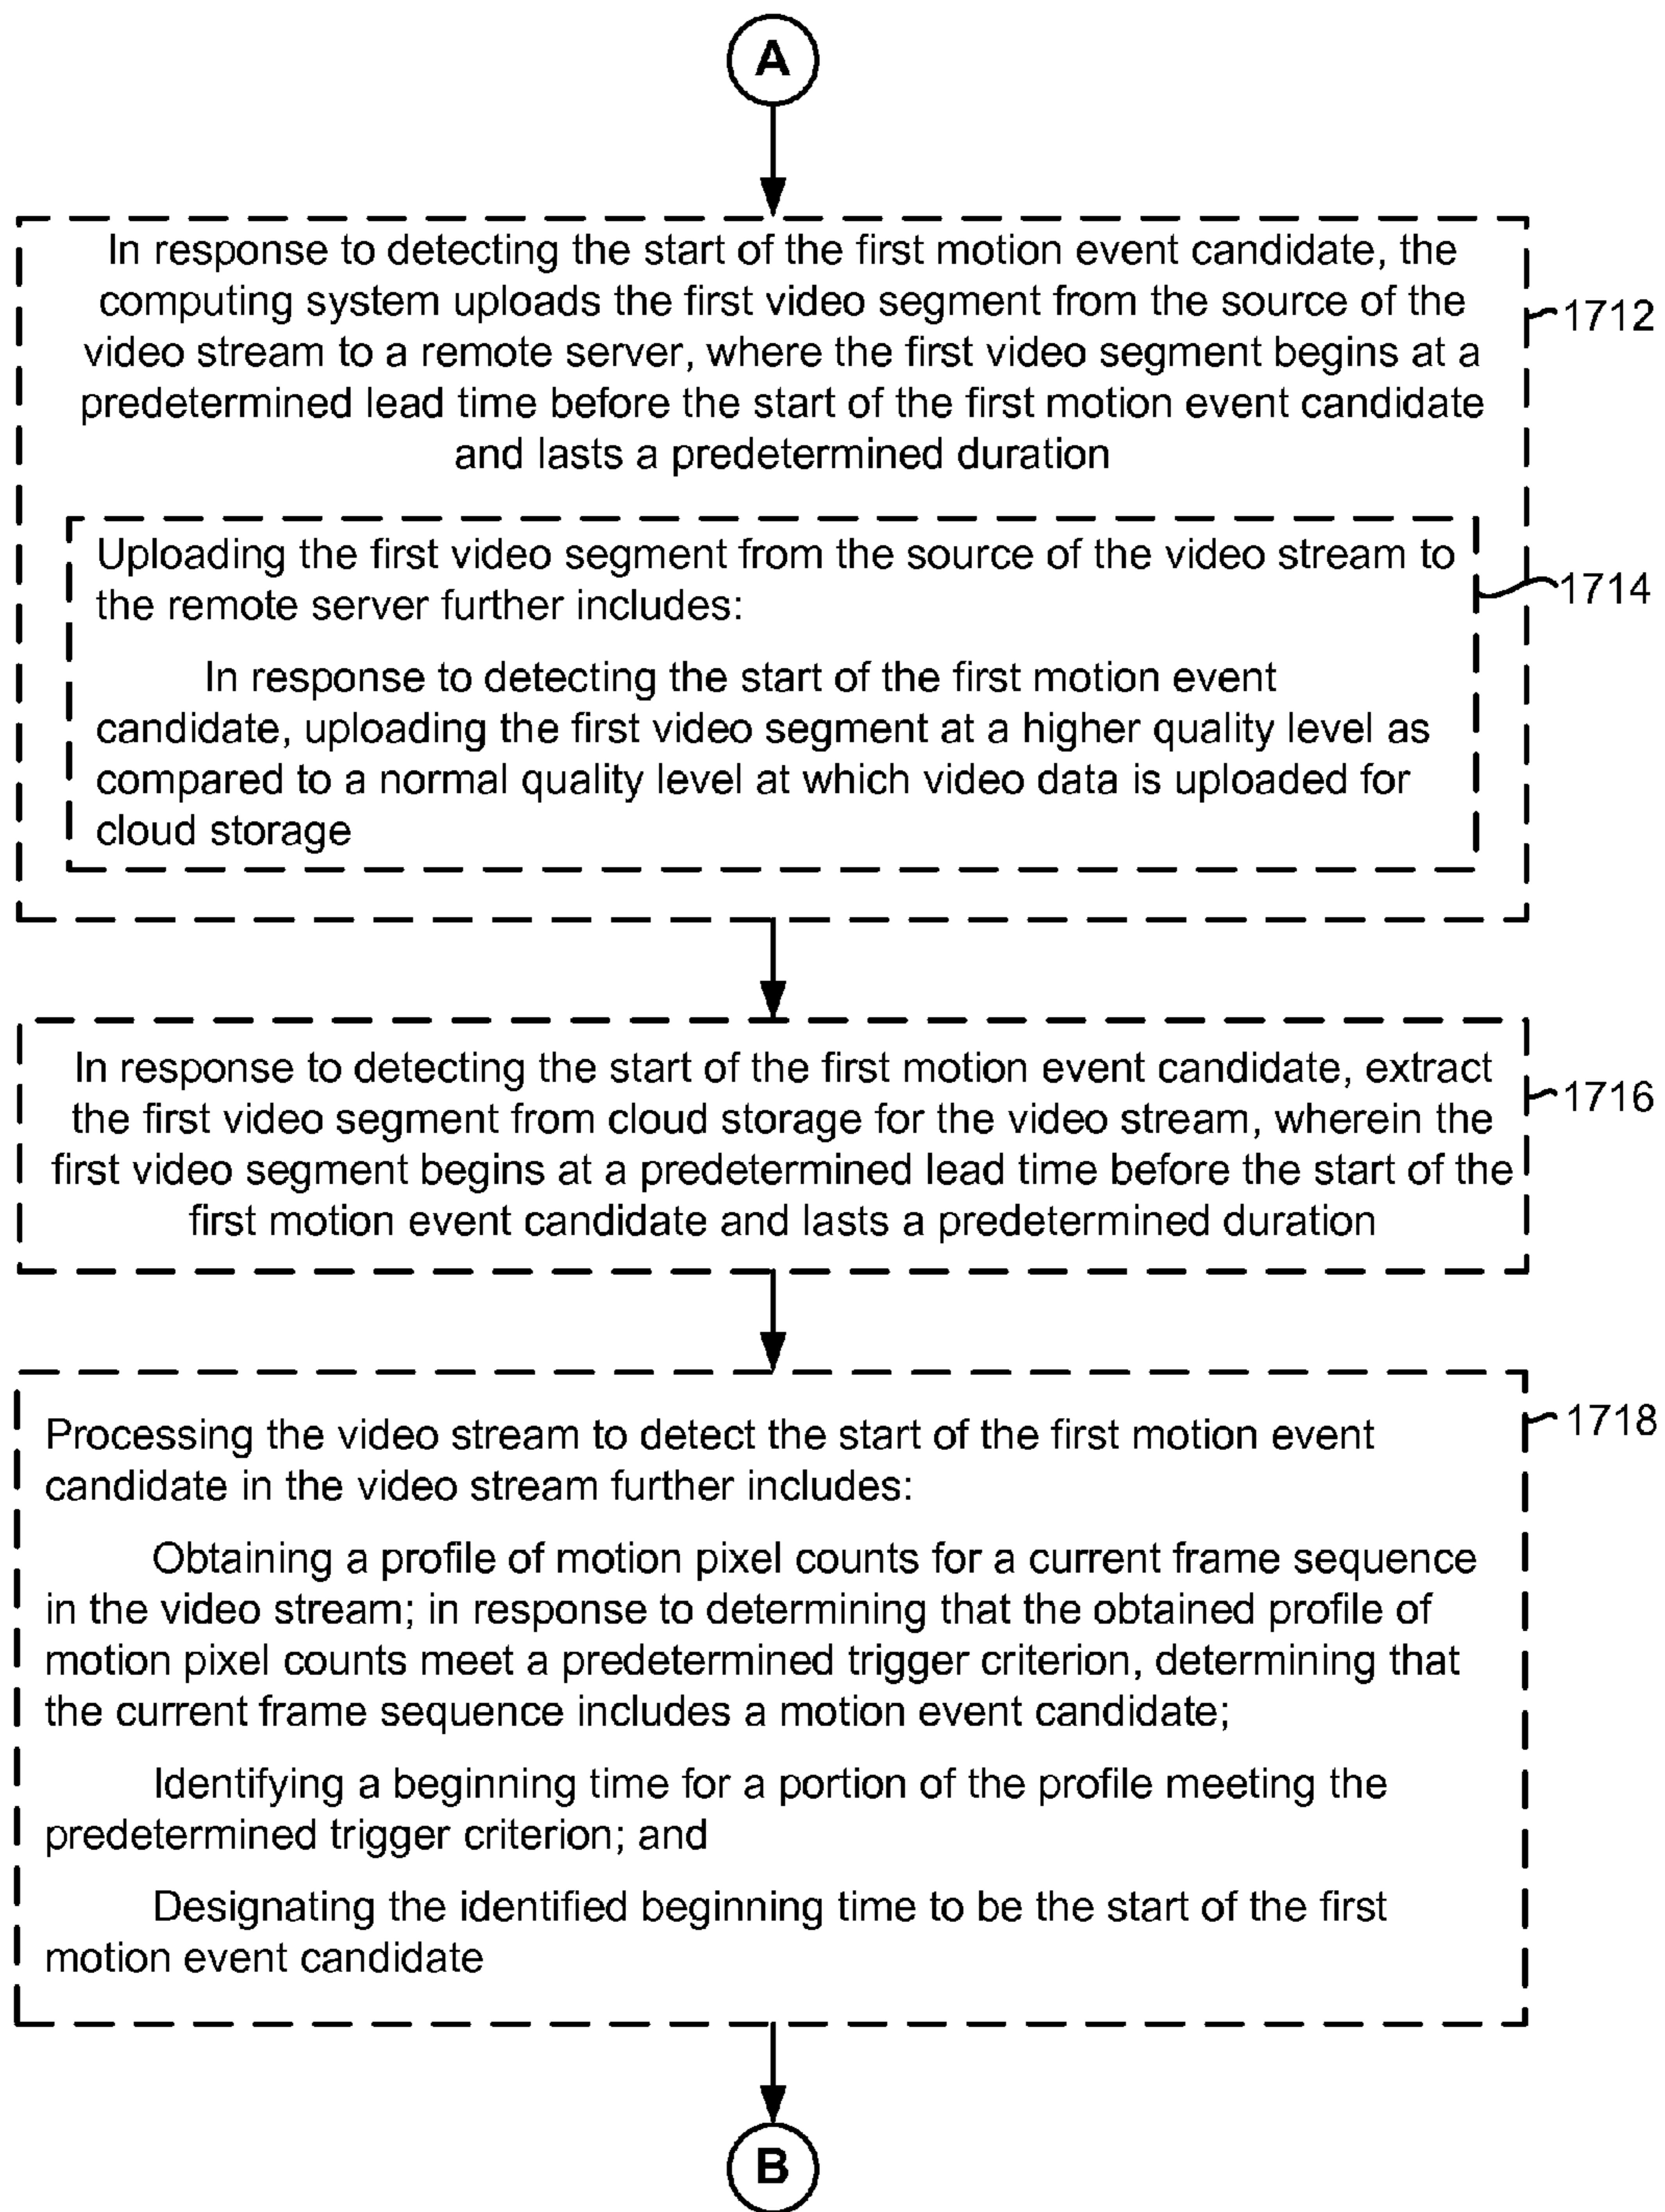 A
In response to detecting the start of the first motion event candidate, the
computing system uploads the first video segment from the source of the
video stream to a remote server, where the first video segment begins at a
predetermined lead time before the start of the first motion event candidate
and lasts a predetermined duration
1712
Uploading the first video segment from the source of the video stream to
the remote server further includes:
1714
In response to detecting the start of the first motion event
candidate, uploading the first video segment at a higher quality level as
compared to a normal quality level at which video data is uploaded for
cloud storage
In response to detecting the start of the first motion event candidate, extract
the first video segment from cloud storage for the video stream, wherein the
first video segment begins at a predetermined lead time before the start of the
first motion event candidate and lasts a predetermined duration
1716
Processing the video stream to detect the start of the first motion event
candidate in the video stream further includes:
1718
Obtaining a profile of motion pixel counts for a current frame sequence
in the video stream; in response to determining that the obtained profile of
motion pixel counts meet a predetermined trigger criterion, determining that
the current frame sequence includes a motion event candidate;
Identifying a beginning time for a portion of the profile meeting the
predetermined trigger criterion; and
Designating the identified beginning time to be the start of the first
motion event candidate
B